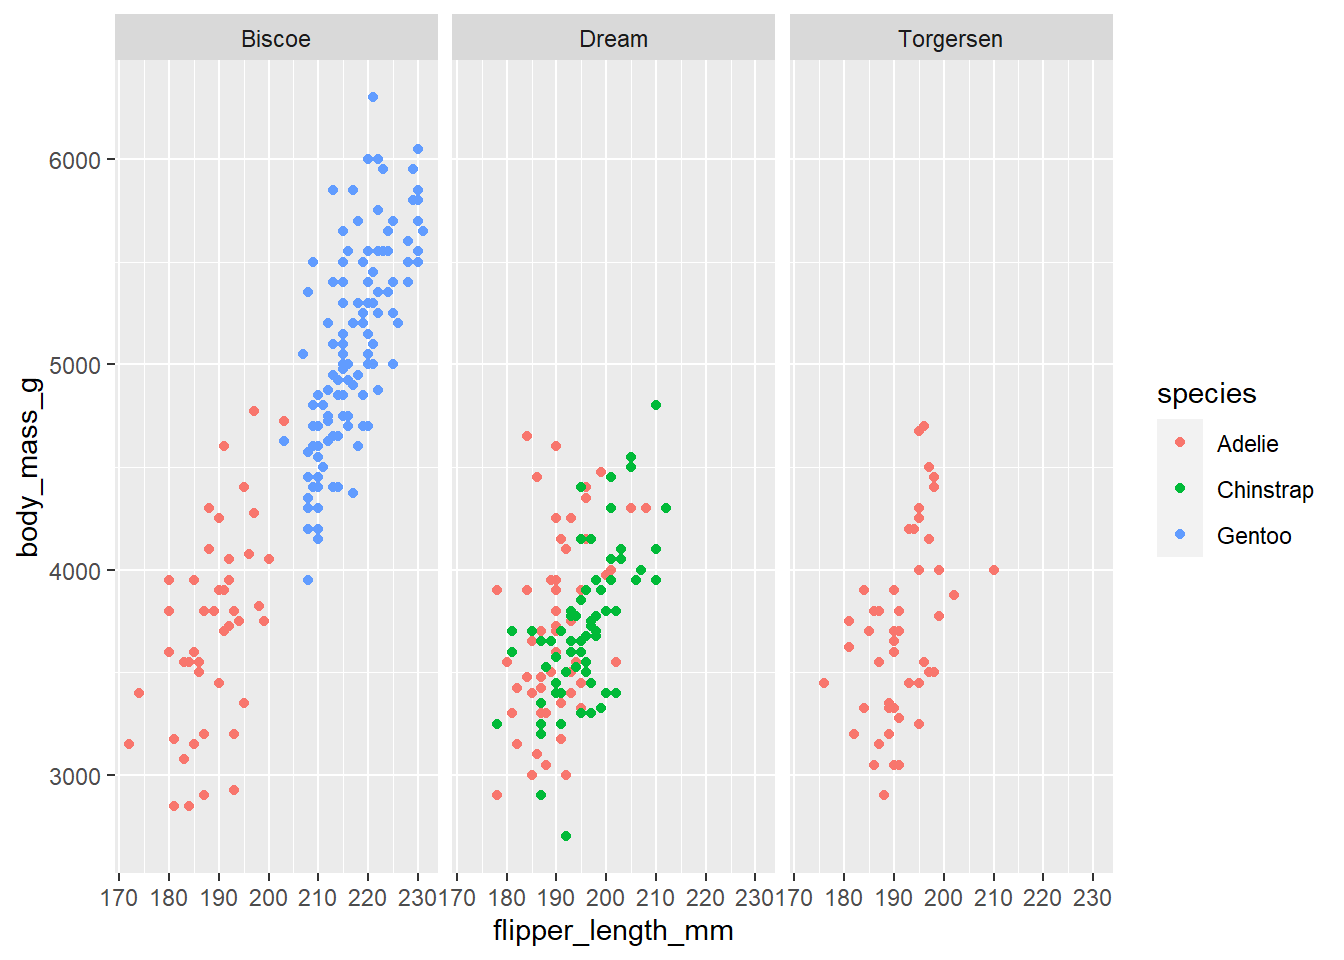 Biscoe Dream Torgersen
6000
5000
4000
3000
body_mass_g
170 180 190 200 210 220 230 170 180 190 200 210 220 230 170 180 190 200 210 220 230
flipper_length_mm
species
Adelie
Chinstrap
Gentoo